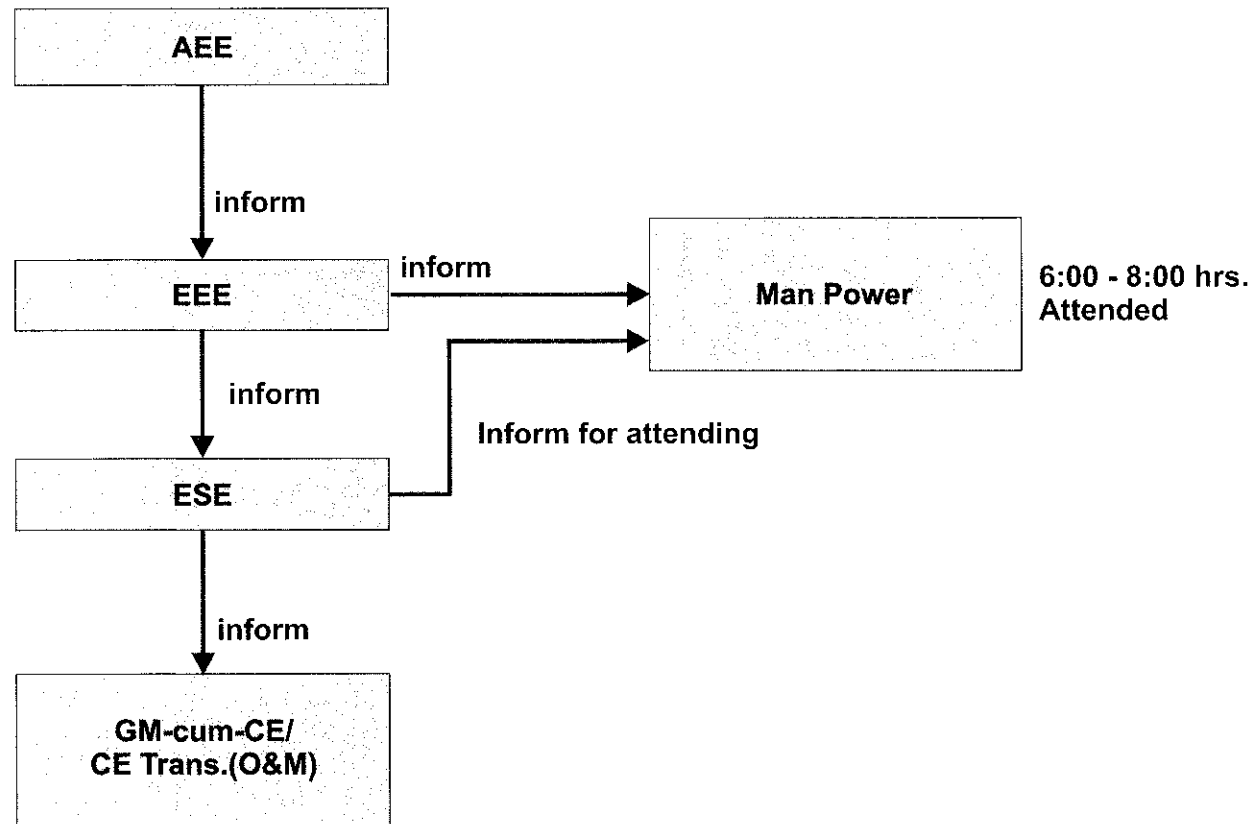 AEE
inform
EEE
inform
Man Power
6:00 - 8:00 hrs.
Attended
inform
Inform for attending
ESE
inform
GM-cum-CE/
CE Trans.(O&M)